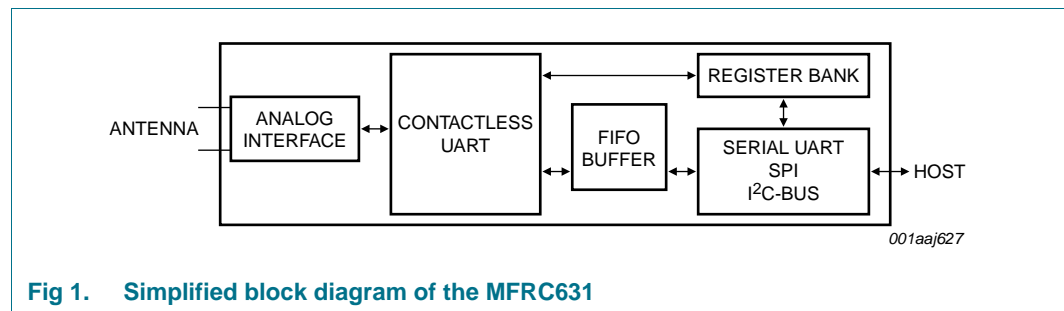 ANTENNA
ANALOG
INTERFACE
CONTACTLESS
UART
FIFO
BUFFER
REGISTER BANK
SERIAL UART
SPI
I²C-BUS
HOST
001aaj627
Fig 1. Simplified block diagram of the MFRC631